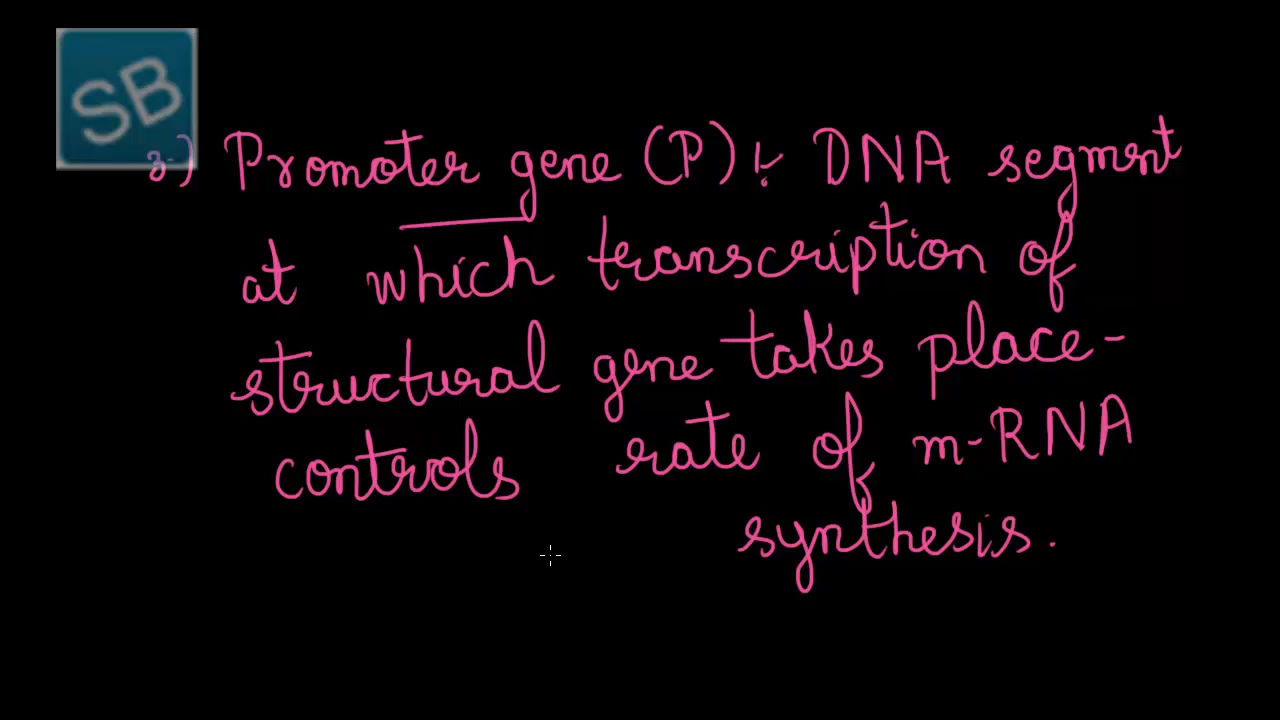 SB
3.) Promoter gene (P): DNA segment
at which transcription of
structural gene takes place-
controls rate of m-RNA
synthesis.